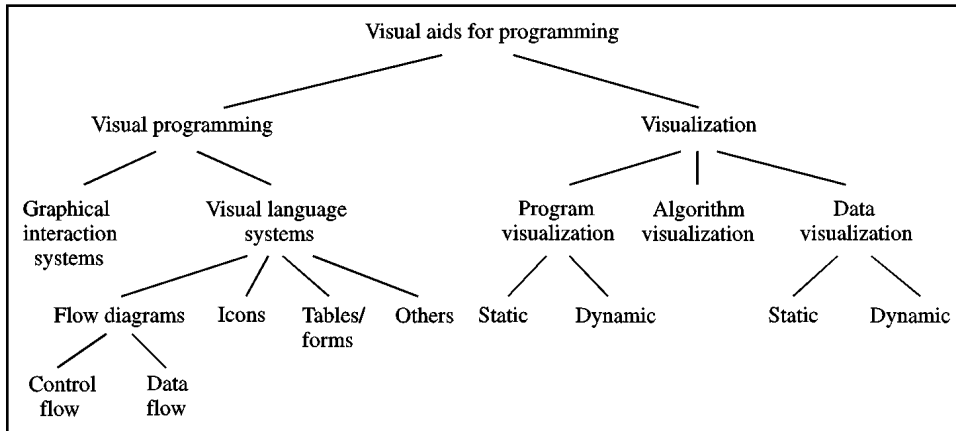 Visual aids for programming
Visual programming
Visualization
Graphical
interaction
systems
Visual language
systems
Program
visualization
Algorithm
visualization
Data
visualization
Flow diagrams
Icons
Tables/
forms
Others
Static
Dynamic
Static
Dynamic
Control
flow
Data
flow